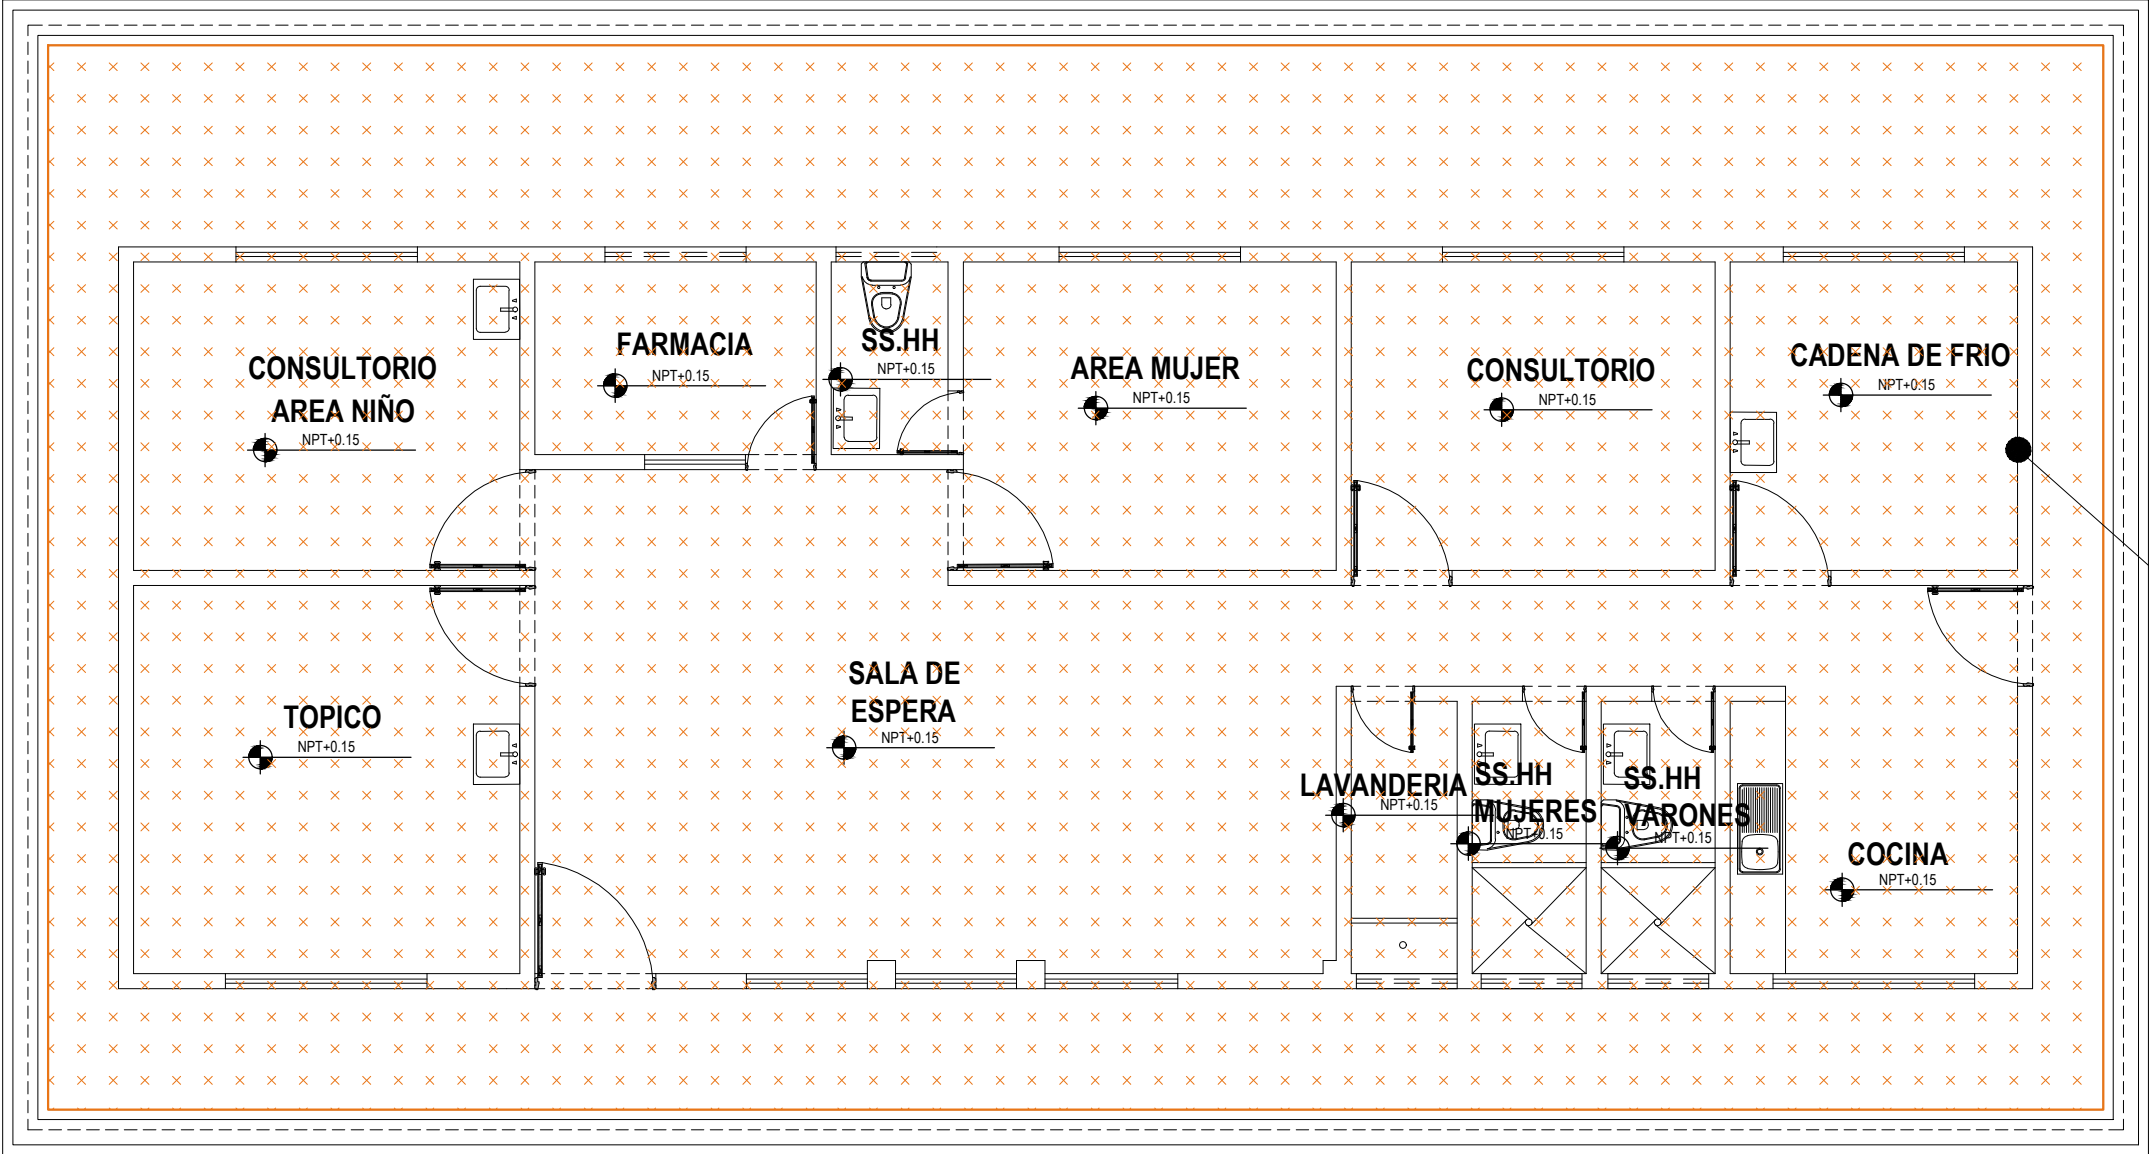 CONSULTORIO
AREA NIÑO
NPT+0.15
FARMACIA
NPT+0.15
SS.HH
NPT+0.15
AREA MUJER
NPT+0.15
CONSULTORIO
NPT+0.15
CADENA DE FRIO
NPT+0.15
TOPICO
NPT+0.15
SALA DE
ESPERA
NPT+0.15
LAVANDERIA
NPT+0.15
SS.HH
MUJERES
NPT+0.15
SS.HH
VARONES
NPT+0.15
COCINA
NPT+0.15